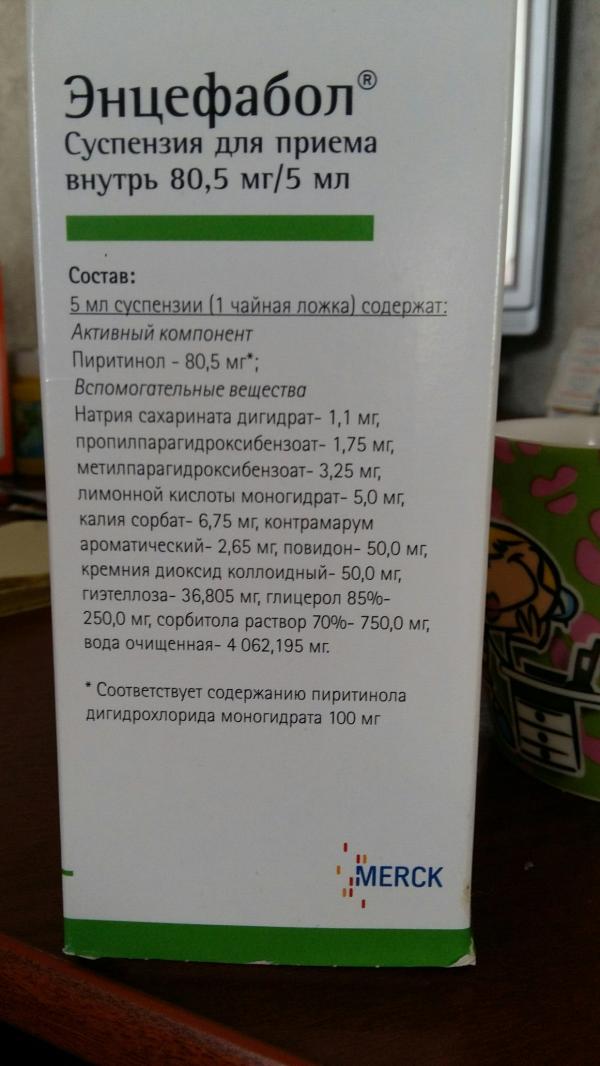 Энцефабол®
Суспензия для приема
внутрь 80,5 мг/5 мл
Состав:
5 мл суспензии (1 чайная ложка) содержат:
Активный компонент
Пиритинол - 80,5 мг*;
Вспомогательные вещества
Натрия сахарината дигидрат- 1,1 мг,
пропилпарагидроксибензоат- 1,75 мг,
метилпарагидроксибензоат- 3,25 мг,
лимонной кислоты моногидрат- 5,0 мг,
калия сорбат- 6,75 мг, контрамарум
ароматический- 2,65 мг, повидон- 50,0 мг,
кремния диоксид коллоидный- 50,0 мг,
гиэтеллоза- 36,805 мг, глицерол 85%-
250,0 мг, сорбитола раствор 70%- 750,0 мг,
вода очищенная- 4 062,195 мг.
* Соответствует содержанию пиритинола
дигидрохлорида моногидрата 100 мг
MERCK